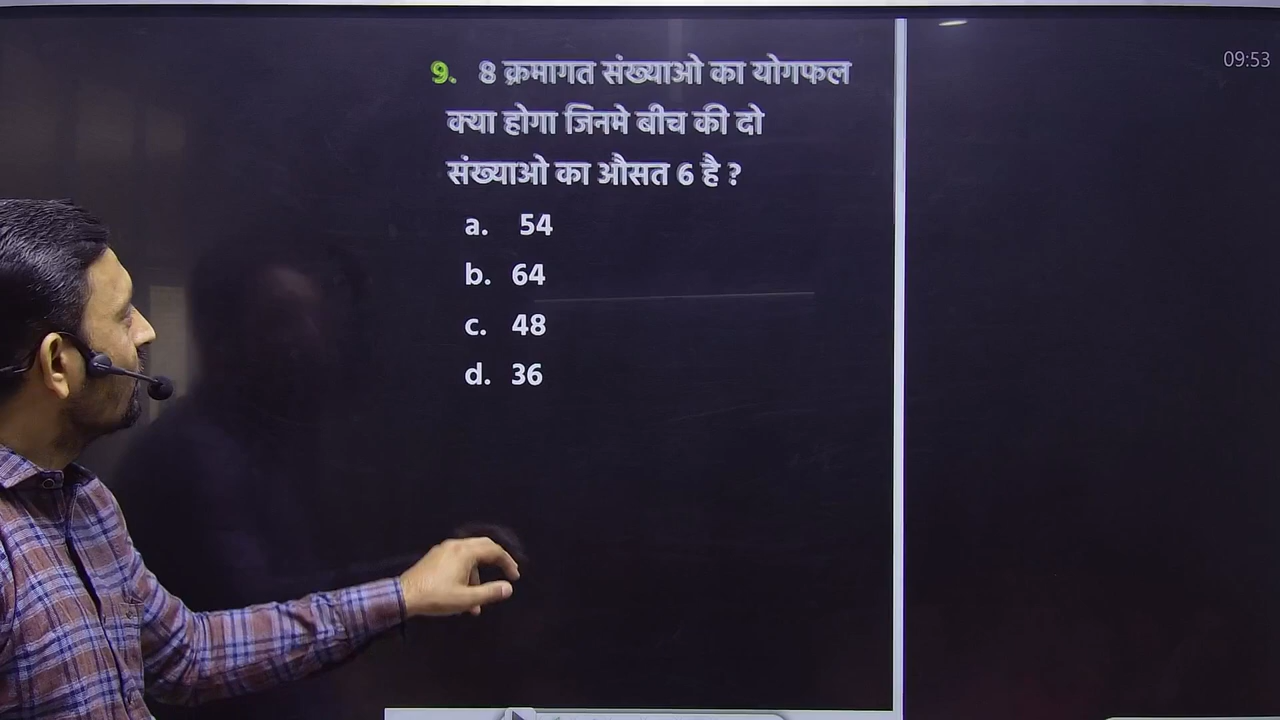 09:53
9. 8 क्रमागत संख्याओ का योगफल
क्या होगा जिनमे बीच की दो
संख्याओ का औसत 6 है ?
a. 54
b. 64
c. 48
d. 36